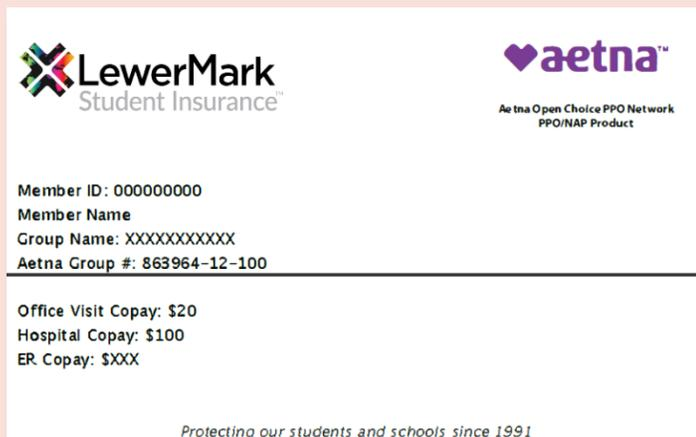 LewerMark
Student Insurance™
aetna™
Aetna Open Choice PPO Network
PPO/NAP Product
Member ID: 000000000
Member Name
Group Name: XXXXXXXXXXX
Aetna Group #: 863964-12-100
Office Visit Copay: $20
Hospital Copay: $100
ER Copay: $XXX
Protecting our students and schools since 1991